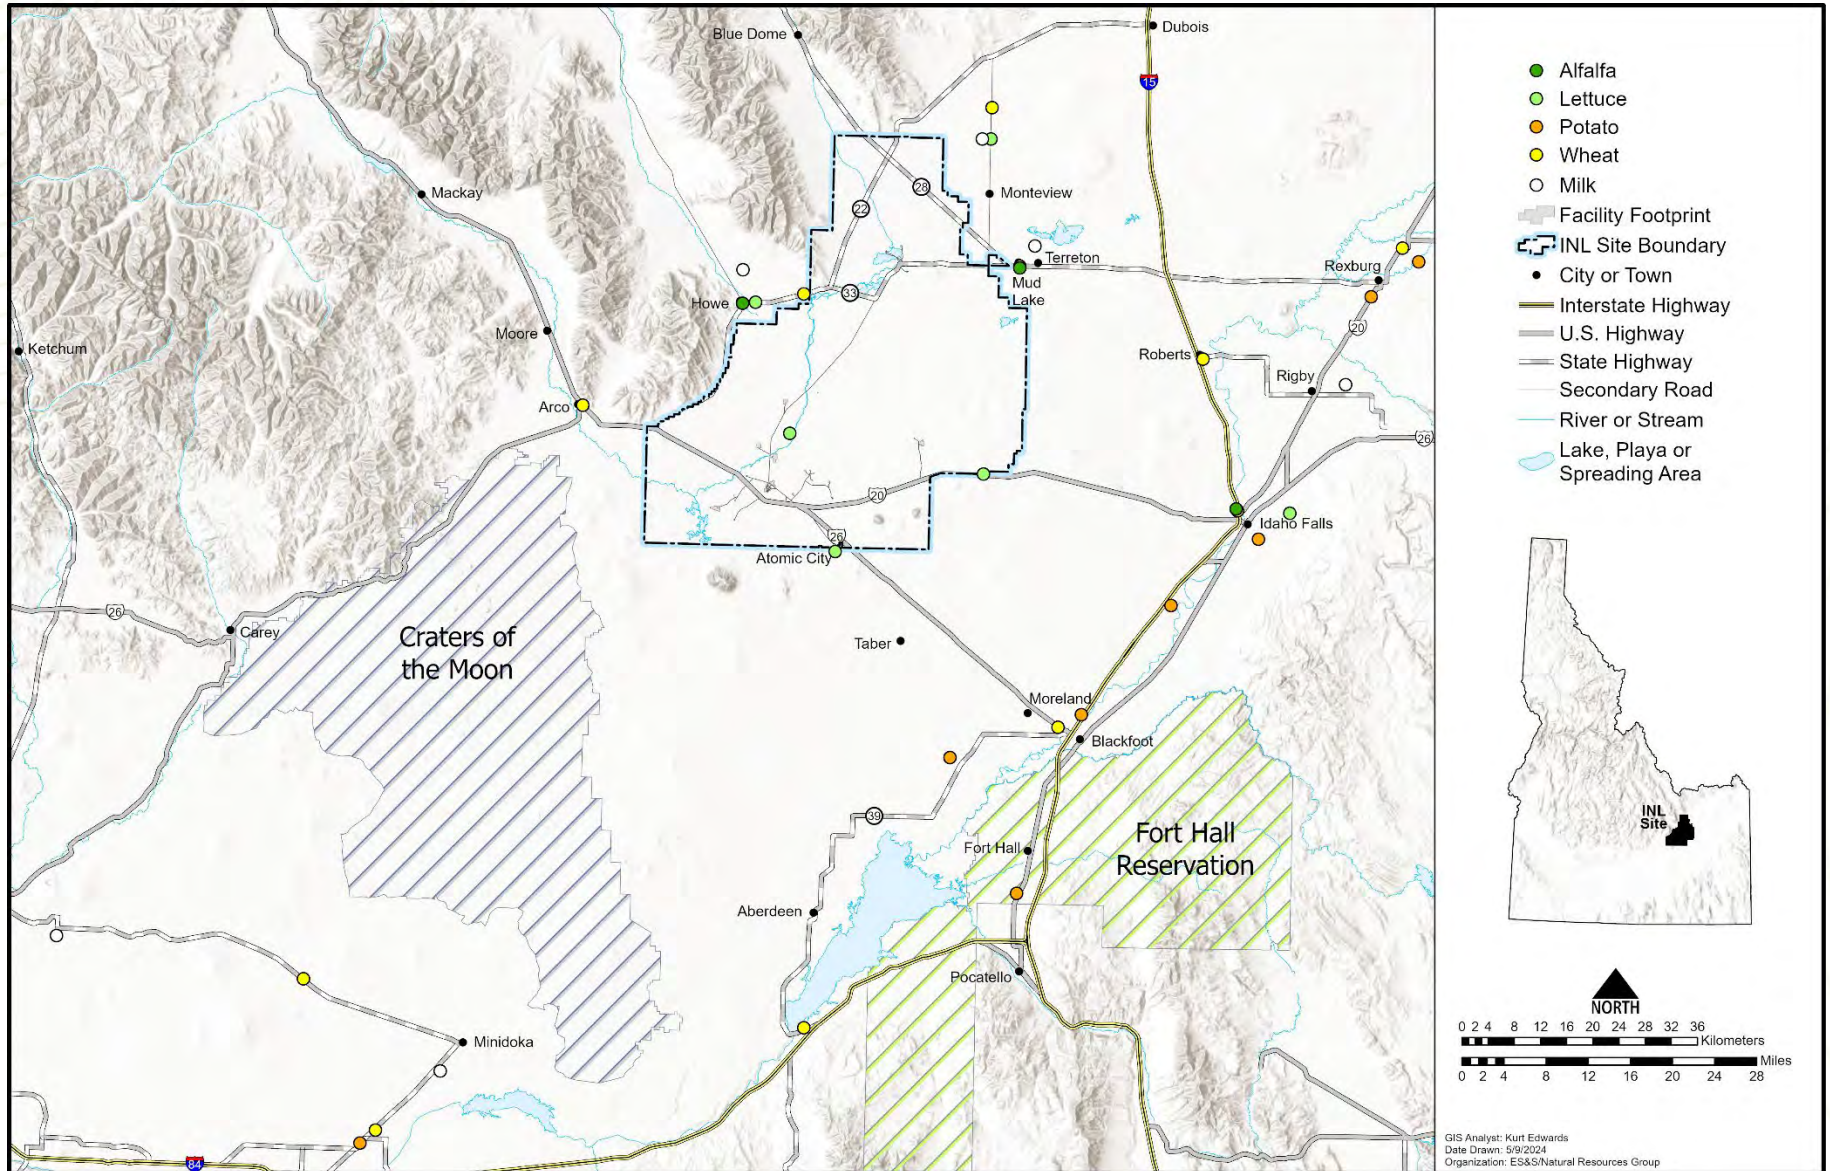 Blue Dome
Dubois
15
Mackay
28
22
Monteview
Terreton
Mud
Lake
Rexburg
Howe
33
Moore
20
Ketchum
Roberts
Rigby
Arco
26
20
Idaho Falls
26
Atomic City
26
Carey
Craters of
the Moon
Taber
Moreland
Blackfoot
39
Fort Hall
Fort Hall
Reservation
Aberdeen
Pocatello
Minidoka
84
Alfalfa
Lettuce
Potato
Wheat
Milk
Facility Footprint
INL Site Boundary
City or Town
Interstate Highway
U.S. Highway
State Highway
Secondary Road
River or Stream
Lake, Playa or
Spreading Area
INL
Site
NORTH
0 2 4 8 12 16 20 24 28 32 36
Kilometers
Miles
0 2 4 8 12 16 20 24 28
GIS Analyst: Kurt Edwards
Date Drawn: 5/9/2024
Organization: ES&S/Natural Resources Group